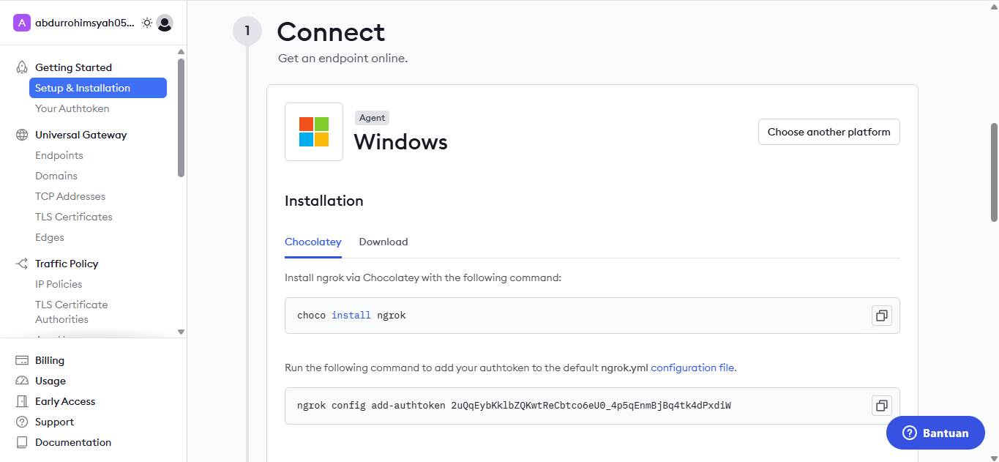 A abdurrohimsyah05...
Getting Started
Setup & Installation
Your Authtoken
Universal Gateway
Endpoints
Domains
TCP Addresses
TLS Certificates
Edges
Traffic Policy
IP Policies
TLS Certificate
Authorities
Billing
Usage
Early Access
Support
Documentation
1 Connect
Get an endpoint online.
Agent
Windows
Choose another platform
Installation
Chocolatey Download
Install ngrok via Chocolatey with the following command:
choco install ngrok
Run the following command to add your authtoken to the default ngrok.yml configuration file.
ngrok config add-authtoken 2uQqEybKklbZQKwtReCbtco6eU0_4p5qEnmBjBq4tk4dPxdiW
Bantuan